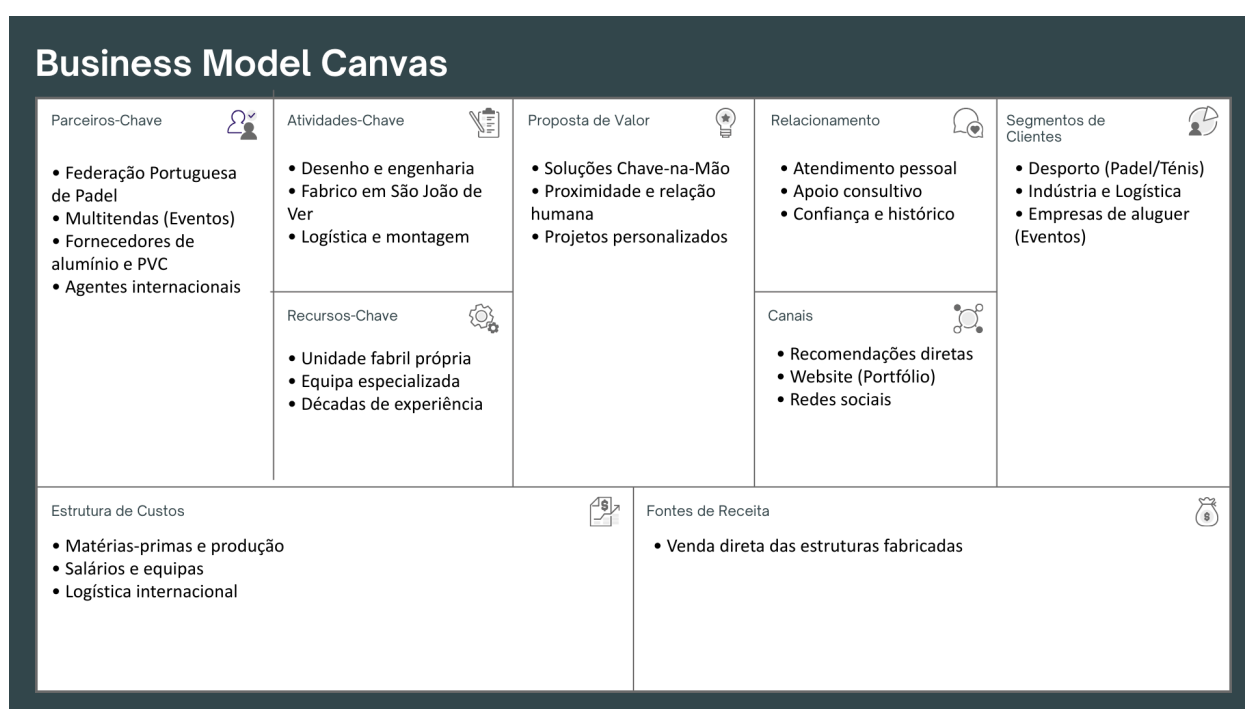 Business Model Canvas
Parceiros-Chave
• Federação Portuguesa
de Padel
• Multitendas (Eventos)
• Fornecedores de
alumínio e PVC
• Agentes internacionais
Atividades-Chave
• Desenho e engenharia
• Fabrico em São João de
Ver
• Logística e montagem
Recursos-Chave
• Unidade fabril própria
• Equipa especializada
• Décadas de experiência
Proposta de Valor
• Soluções Chave-na-Mão
• Proximidade e relação
humana
• Projetos personalizados
Relacionamento
• Atendimento pessoal
• Apoio consultivo
• Confiança e histórico
Canais
• Recomendações diretas
• Website (Portfólio)
• Redes sociais
Segmentos de
Clientes
• Desporto (Padel/Ténis)
• Indústria e Logística
• Empresas de aluguer
(Eventos)
Estrutura de Custos
• Matérias-primas e produção
• Salários e equipas
• Logística internacional
Fontes de Receita
• Venda direta das estruturas fabricadas